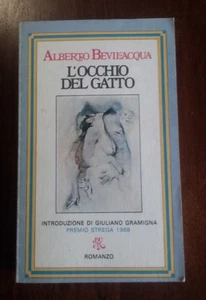 ALBERTO BEVILACQUA
L'OCCHIO
DEL GATTO
INTRODUZIONE DI GIULIANO GRAMIGNA
PREMIO STREGA 1968
ROMANZO